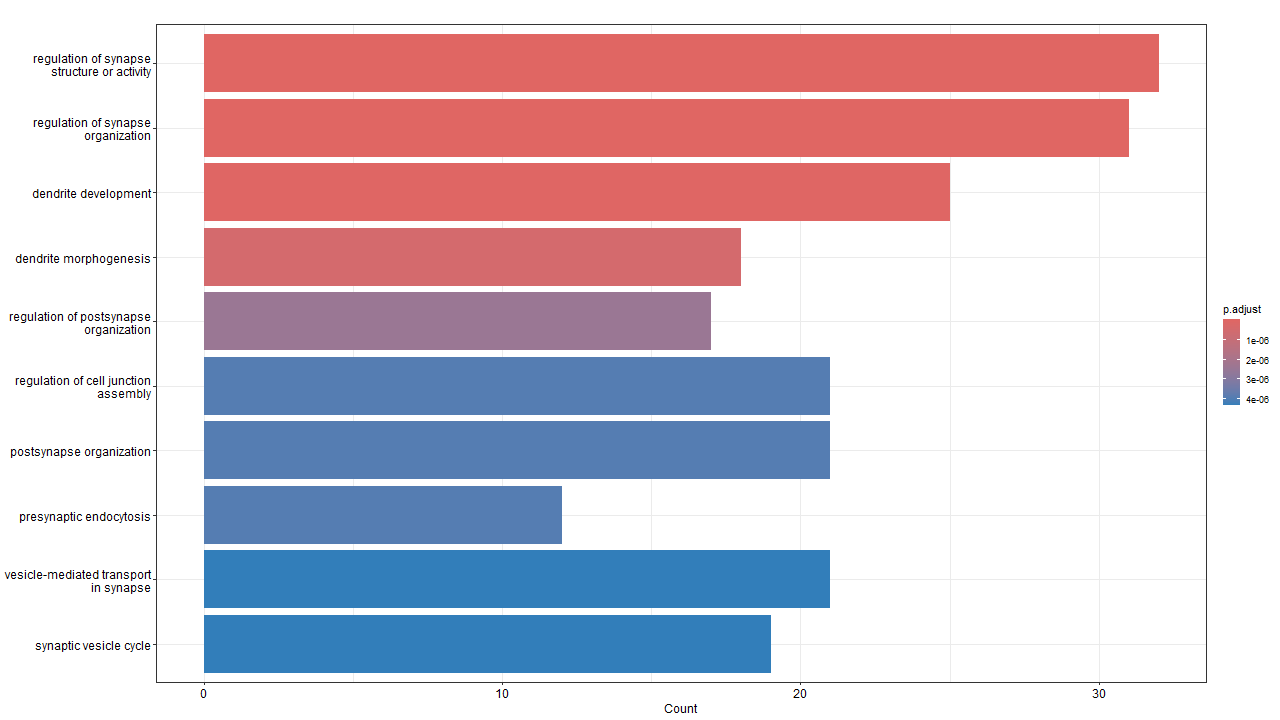 regulation of synapse
structure or activity
regulation of synapse
organization
dendrite development
dendrite morphogenesis
regulation of postsynapse
organization
regulation of cell junction
assembly
postsynapse organization
presynaptic endocytosis
vesicle-mediated transport
in synapse
synaptic vesicle cycle
0 10 20 30
Count
p.adjust
1e-06
2e-06
3e-06
4e-06